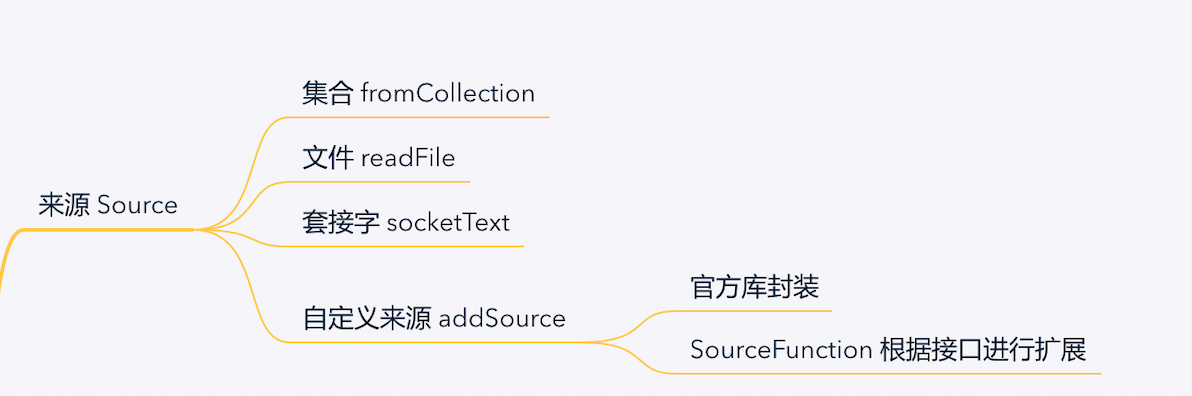 集合 fromCollection
文件 readFile
来源 Source
套接字 socketText
官方库封装
自定义来源 addSource
SourceFunction 根据接口进行扩展